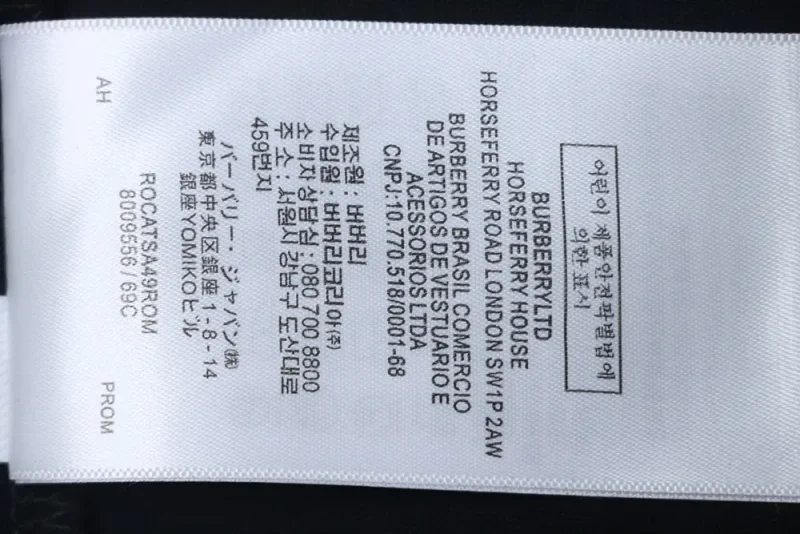 어린이 제품안전팍별법에
의한 표시
BURBERRYLTD
HORSEFERRY HOUSE
HORSEFERRY ROAD LONDON SW1P 2AW
BURBERRY BRASIL COMERCIO
DE ARTIGOS DE VESTUARIO E
ACESSORIOS LTDA
CNPJ:10.770.518/0001-68
제조원 : 버버리
수임원 : 버버리코리아(주)
소비자상담심 : 080 700 8800
주 소 : 서원시 강남구 도산대로
459번지
パーバリー・ジャパン㈱
東京都中央区銀座1-8-14
銀座YOMIKOビル
ROCATSA49ROM
8009556 / 69C
AH PROM